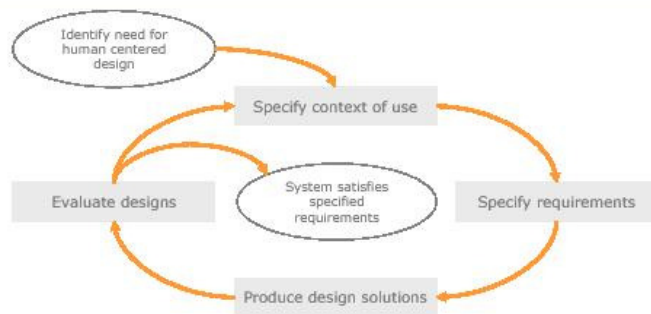 Identify need for
human centered
design
Specify context of use
Evaluate designs
System satisfies
specified
requirements
Specify requirements
Produce design solutions